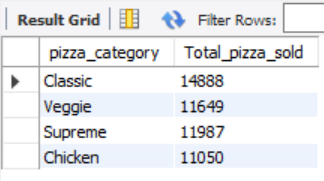 Result Grid Filter Rows:
pizza_category Total_pizza_sold
Classic 14888
Veggie 11649
Supreme 11987
Chicken 11050